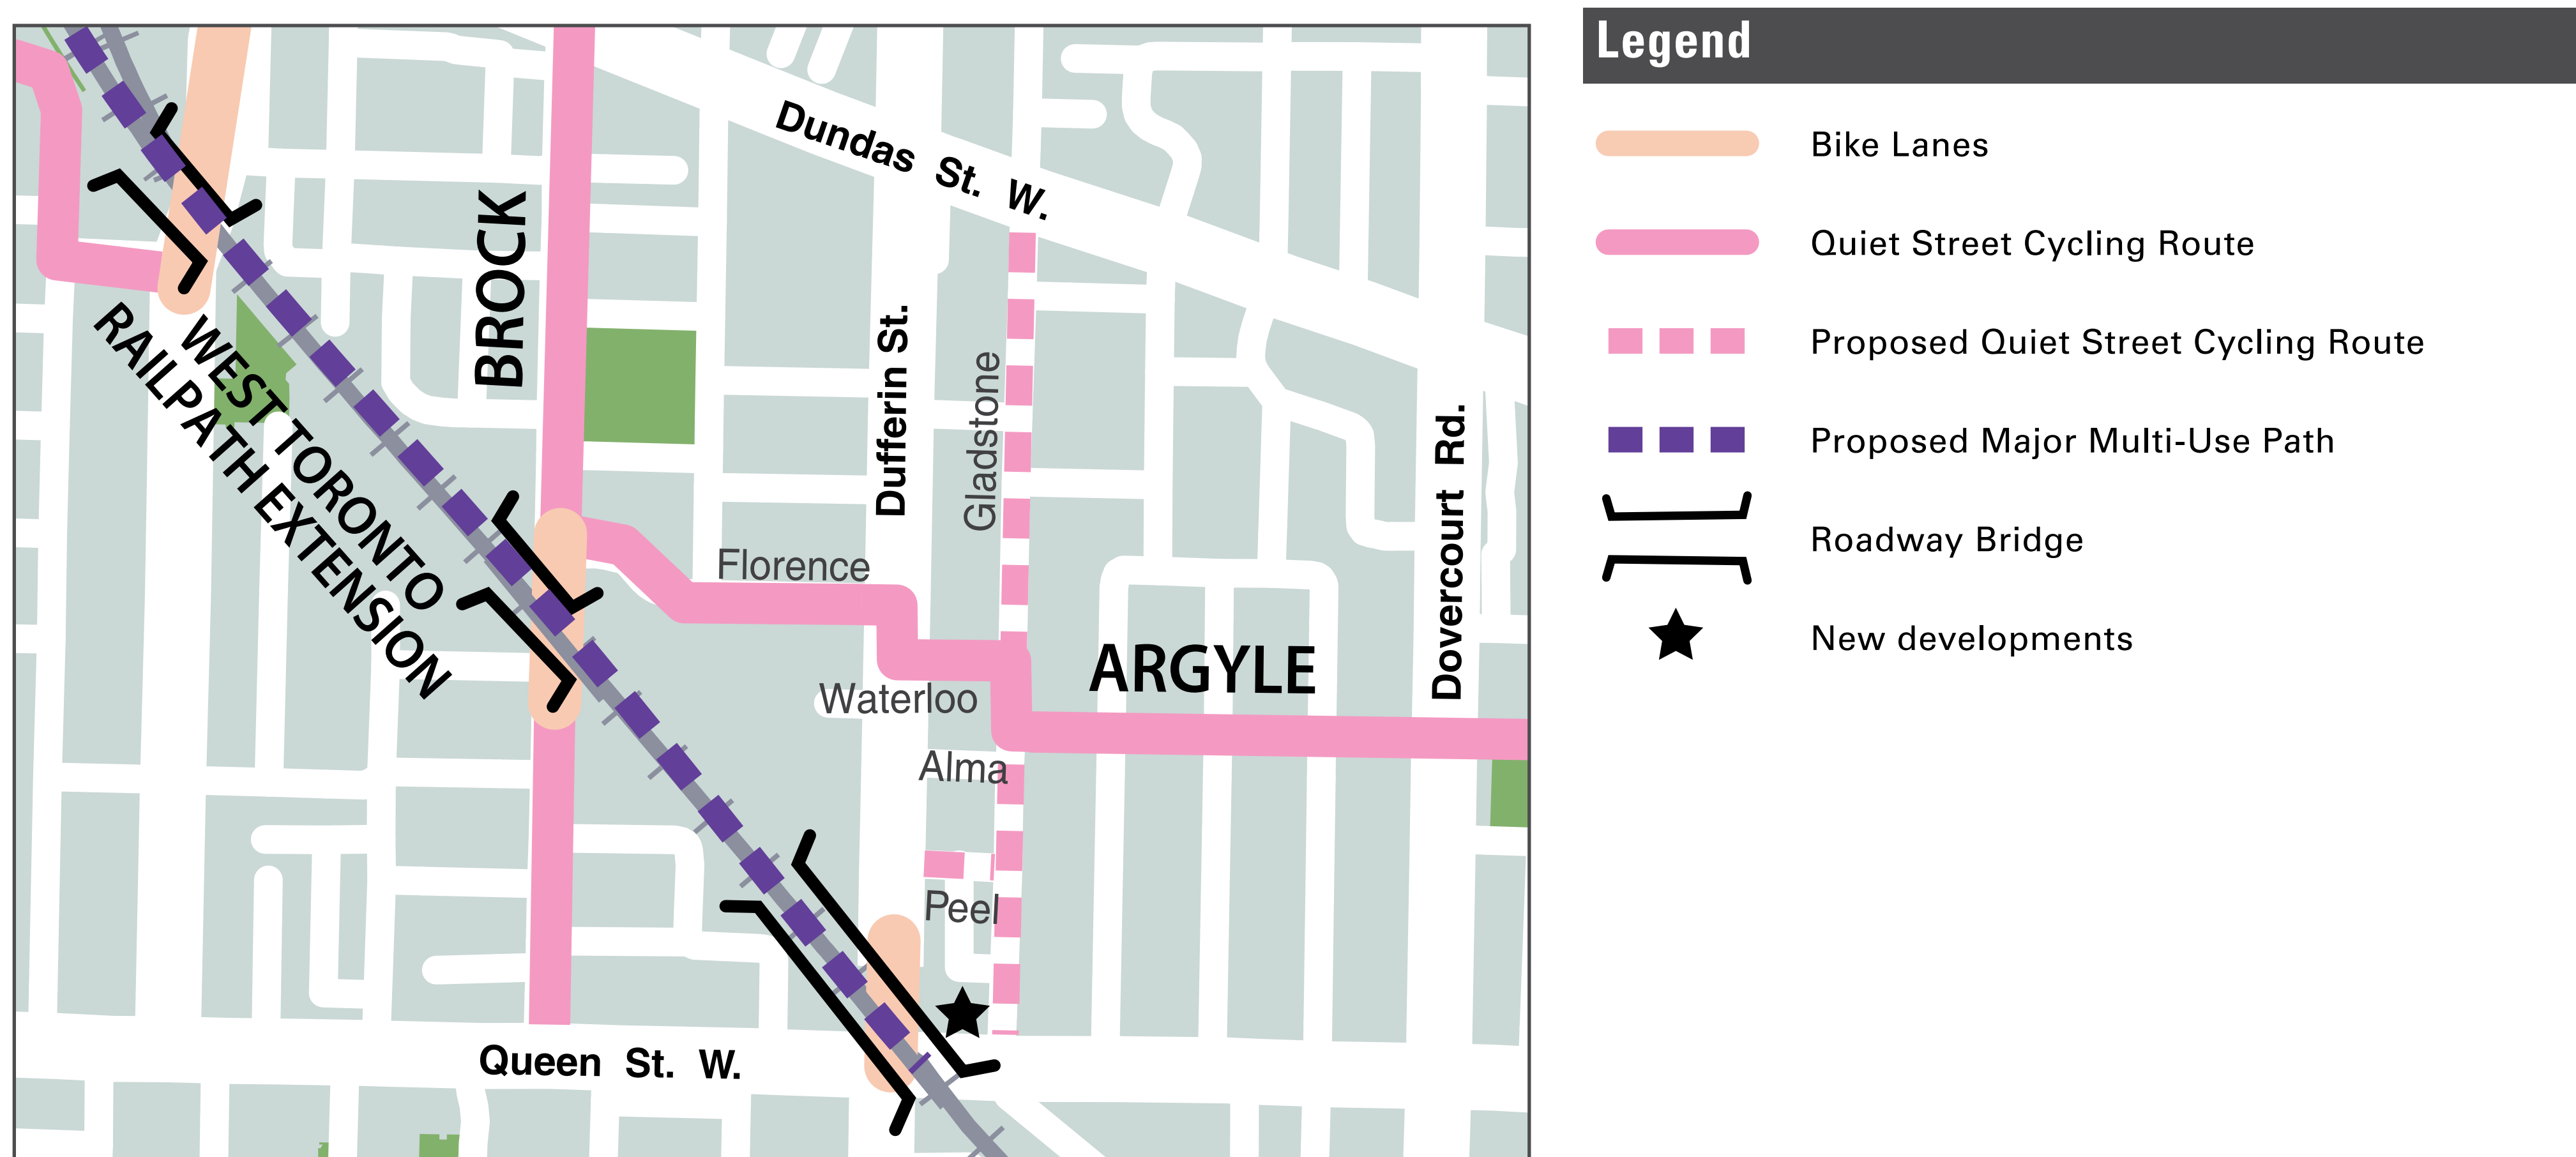 Dundas St. W.
BROCK
Dufferin St.
Gladstone
WEST TORONTO
RAILPATH EXTENSION
Dovercourt Rd.
Florence
ARGYLE
Waterloo
Alma
Peel
Queen St. W.
Legend
Bike Lanes
Quiet Street Cycling Route
Proposed Quiet Street Cycling Route
Proposed Major Multi-Use Path
Roadway Bridge
New developments